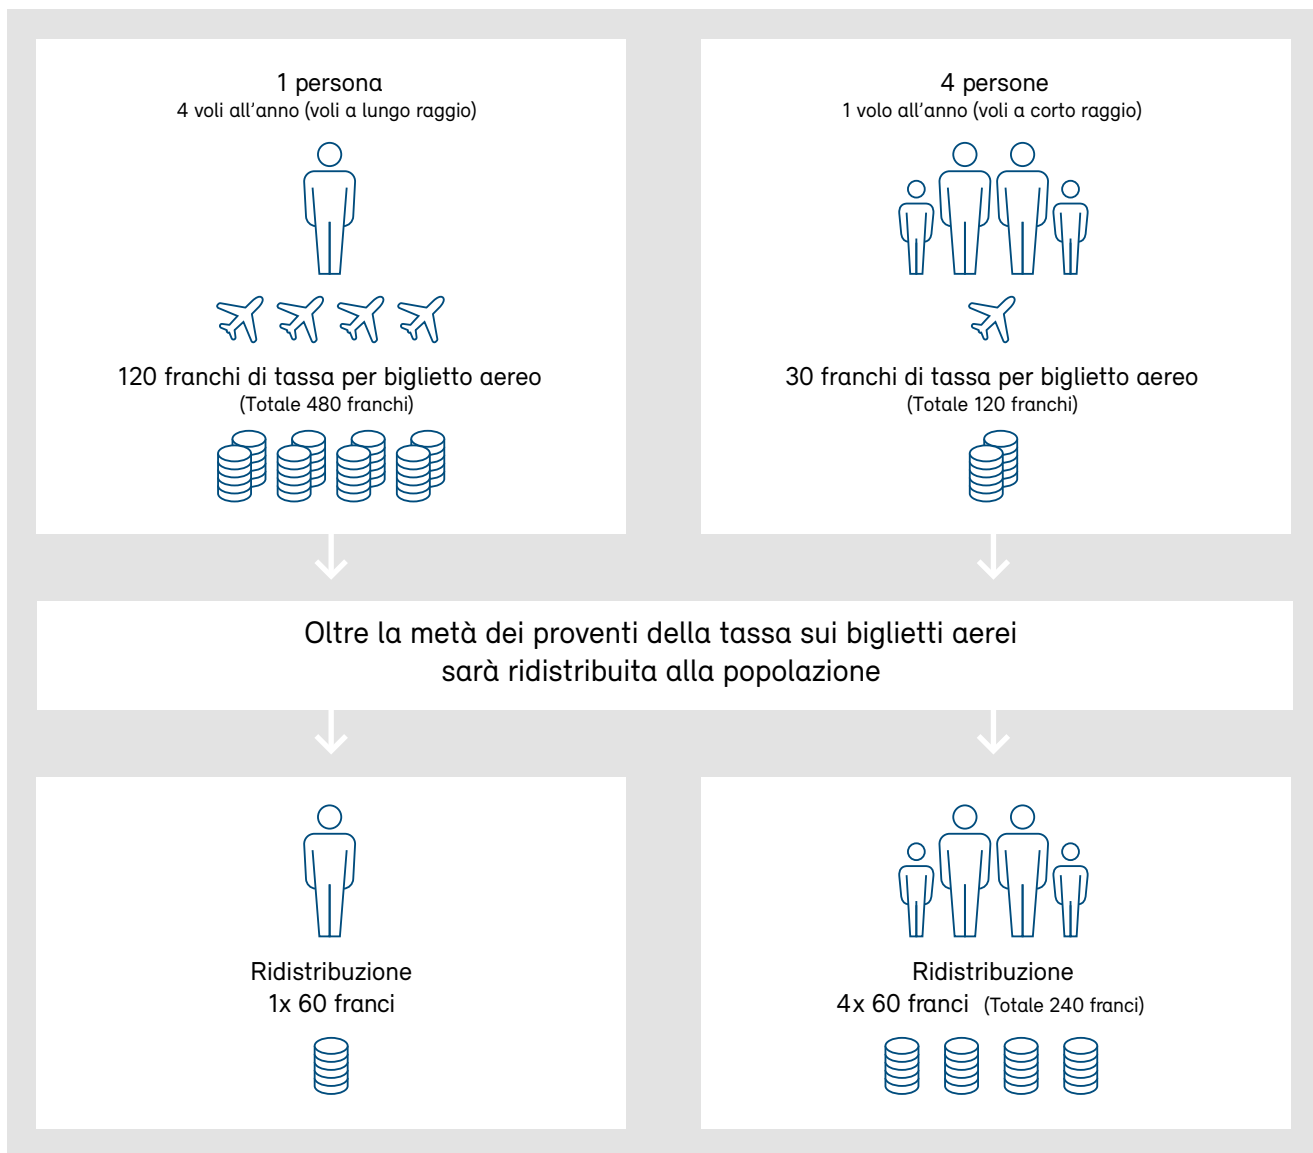 1 persona
4 voli all'anno (voli a lungo raggio)
120 franchi di tassa per biglietto aereo
(Totale 480 franchi)
4 persone
1 volo all'anno (voli a corto raggio)
30 franchi di tassa per biglietto aereo
(Totale 120 franchi)
Oltre la metà dei proventi della tassa sui biglietti aerei
sarà ridistribuita alla popolazione
Ridistribuzione
1x 60 franci
Ridistribuzione
4x 60 franci (Totale 240 franci)